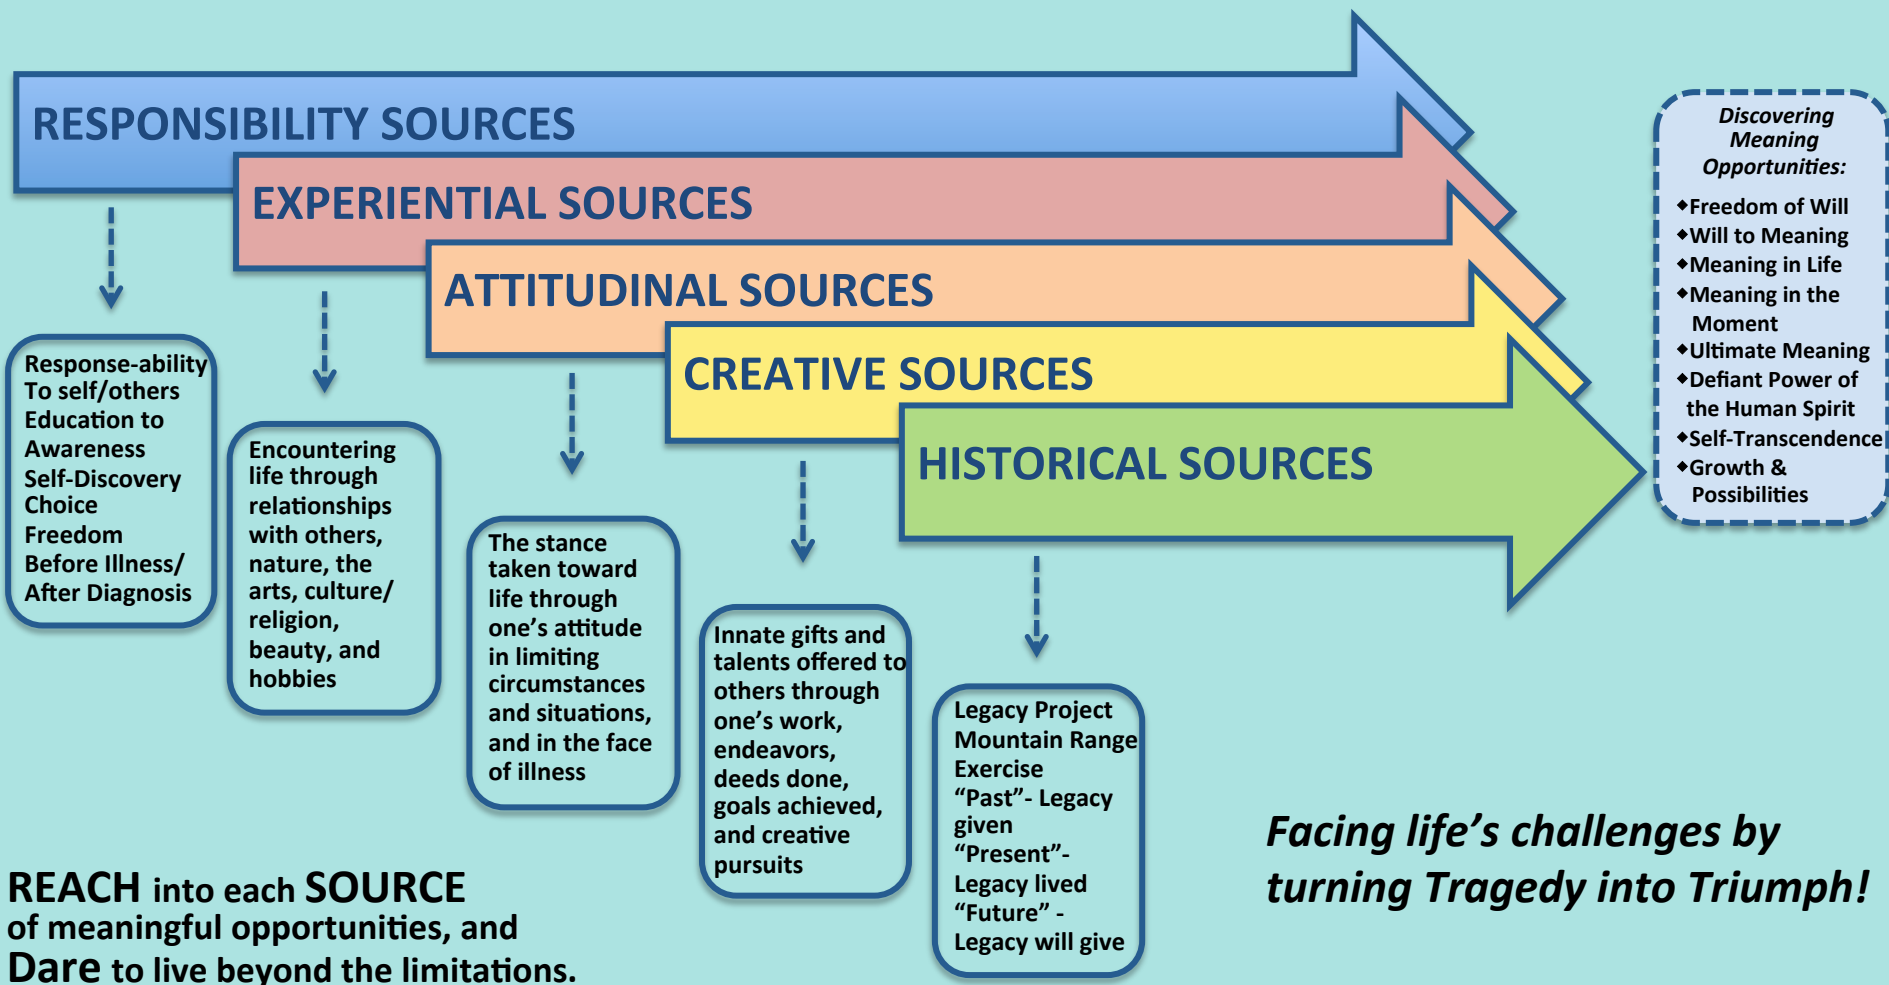 RESPONSIBILITY SOURCES
EXPERIENTIAL SOURCES
ATTITUDINAL SOURCES
CREATIVE SOURCES
HISTORICAL SOURCES
Response-ability
To self/others
Education to
Awareness
Self-Discovery
Choice
Freedom
Before Illness/
After Diagnosis
Encountering
life through
relationships
with others,
nature, the
arts, culture/
religion,
beauty, and
hobbies
The stance
taken toward
life through
one’s attitude
in limiting
circumstances
and situations,
and in the face
of illness
Innate gifts and
talents offered to
others through
one’s work,
endeavors,
deeds done,
goals achieved,
and creative
pursuits
Legacy Project
Mountain Range
Exercise
“Past”- Legacy
given
“Present”-
Legacy lived
“Future” -
Legacy will give
Discovering
Meaning
Opportunities:
◆Freedom of Will
◆Will to Meaning
◆Meaning in Life
◆Meaning in the
Moment
◆Ultimate Meaning
◆Defiant Power of
the Human Spirit
◆Self-Transcendence
◆Growth &
Possibilities
REACH into each SOURCE
of meaningful opportunities, and
Dare to live beyond the limitations.
Facing life’s challenges by
turning Tragedy into Triumph!